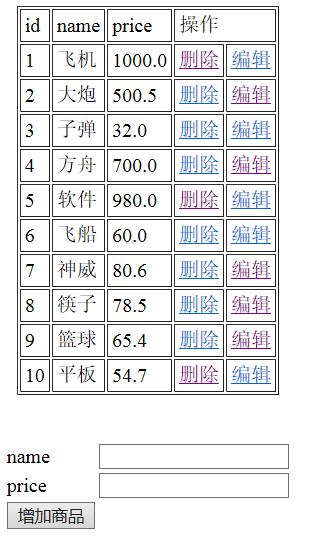 id name price 操作
1 飞机 1000.0 删除 编辑
2 大炮 500.5 删除 编辑
3 子弹 32.0 删除 编辑
4 方舟 700.0 删除 编辑
5 软件 980.0 删除 编辑
6 飞船 60.0 删除 编辑
7 神威 80.6 删除 编辑
8 筷子 78.5 删除 编辑
9 篮球 65.4 删除 编辑
10 平板 54.7 删除 编辑
name
price
增加商品